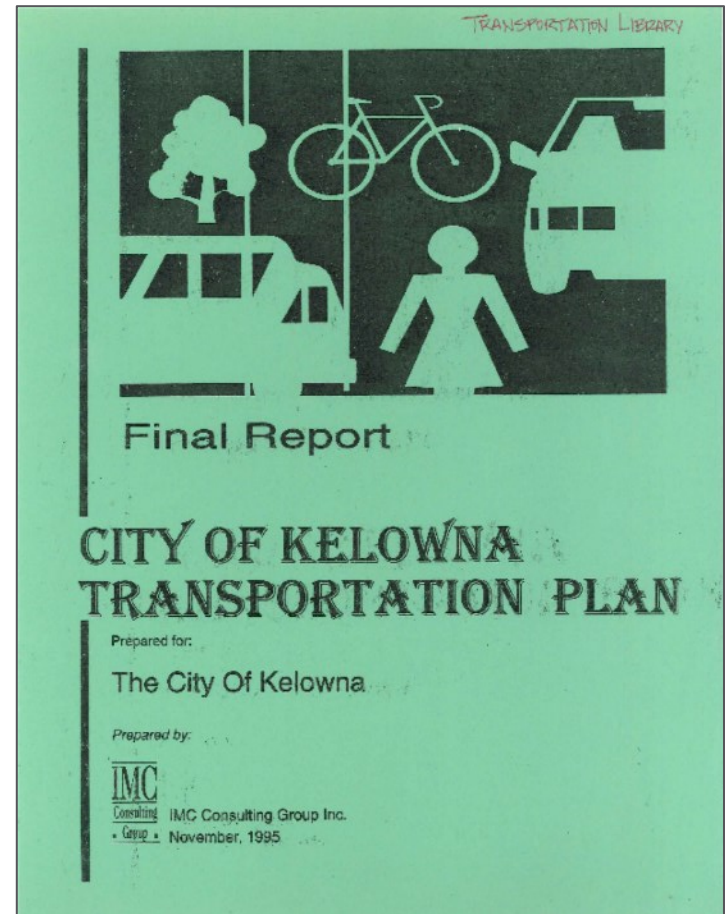 TRANSPORTATION LIBRARY
Final Report
CITY OF KELOWNA
TRANSPORTATION PLAN
Prepared for:
The City Of Kelowna
Prepared by:
IMC
Consulting
• Group •
IMC Consulting Group Inc.
November, 1995